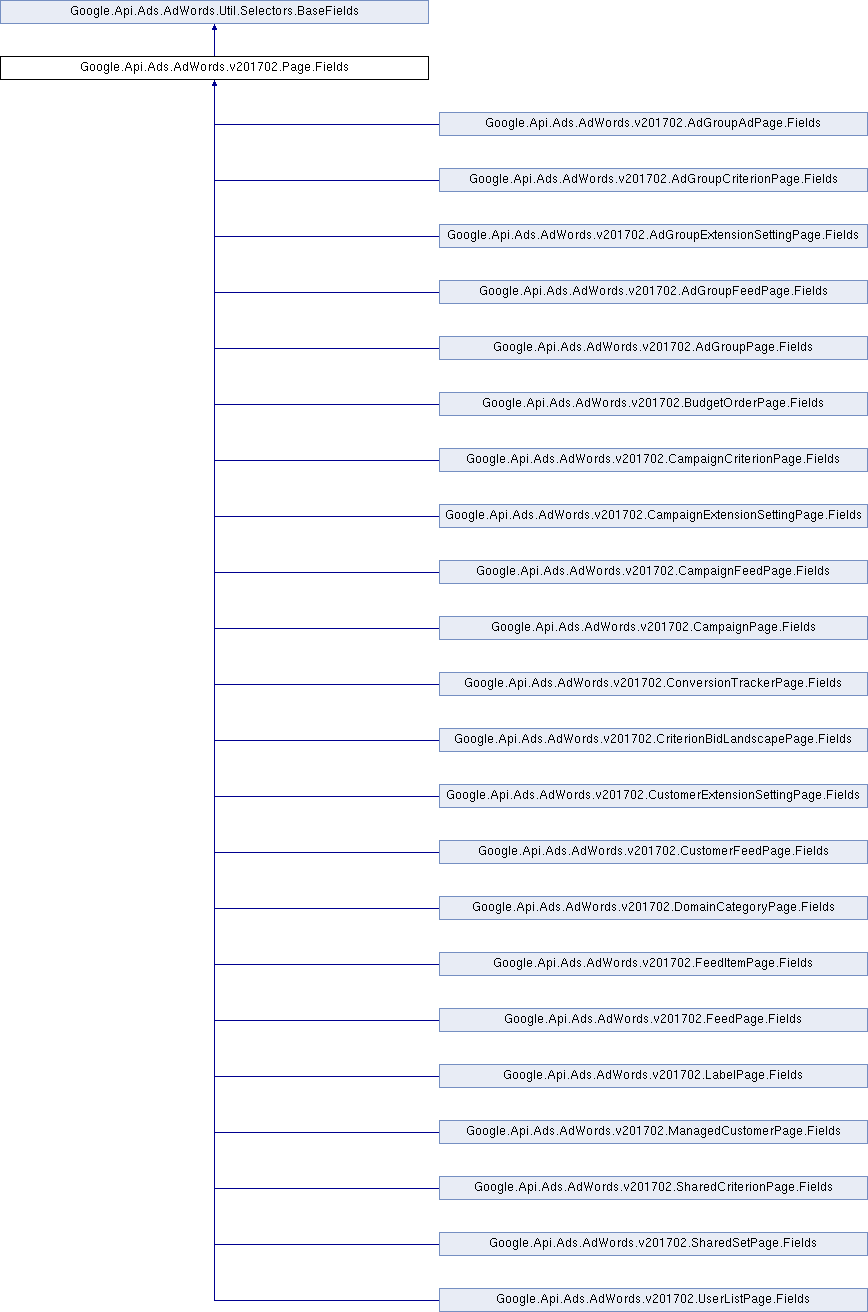 Google.Api.Ads.AdWords.Util.Selectors.BaseFields
Google.Api.Ads.AdWords.v201702.Page.Fields
Google.Api.Ads.AdWords.v201702.AdGroupAdPage.Fields
Google.Api.Ads.AdWords.v201702.AdGroupCriterionPage.Fields
Google.Api.Ads.AdWords.v201702.AdGroupExtensionSettingPage.Fields
Google.Api.Ads.AdWords.v201702.AdGroupFeedPage.Fields
Google.Api.Ads.AdWords.v201702.AdGroupPage.Fields
Google.Api.Ads.AdWords.v201702.BudgetOrderPage.Fields
Google.Api.Ads.AdWords.v201702.CampaignCriterionPage.Fields
Google.Api.Ads.AdWords.v201702.CampaignExtensionSettingPage.Fields
Google.Api.Ads.AdWords.v201702.CampaignFeedPage.Fields
Google.Api.Ads.AdWords.v201702.CampaignPage.Fields
Google.Api.Ads.AdWords.v201702.ConversionTrackerPage.Fields
Google.Api.Ads.AdWords.v201702.CriterionBidLandscapePage.Fields
Google.Api.Ads.AdWords.v201702.CustomerExtensionSettingPage.Fields
Google.Api.Ads.AdWords.v201702.CustomerFeedPage.Fields
Google.Api.Ads.AdWords.v201702.DomainCategoryPage.Fields
Google.Api.Ads.AdWords.v201702.FeedItemPage.Fields
Google.Api.Ads.AdWords.v201702.FeedPage.Fields
Google.Api.Ads.AdWords.v201702.LabelPage.Fields
Google.Api.Ads.AdWords.v201702.ManagedCustomerPage.Fields
Google.Api.Ads.AdWords.v201702.SharedCriterionPage.Fields
Google.Api.Ads.AdWords.v201702.SharedSetPage.Fields
Google.Api.Ads.AdWords.v201702.UserListPage.Fields